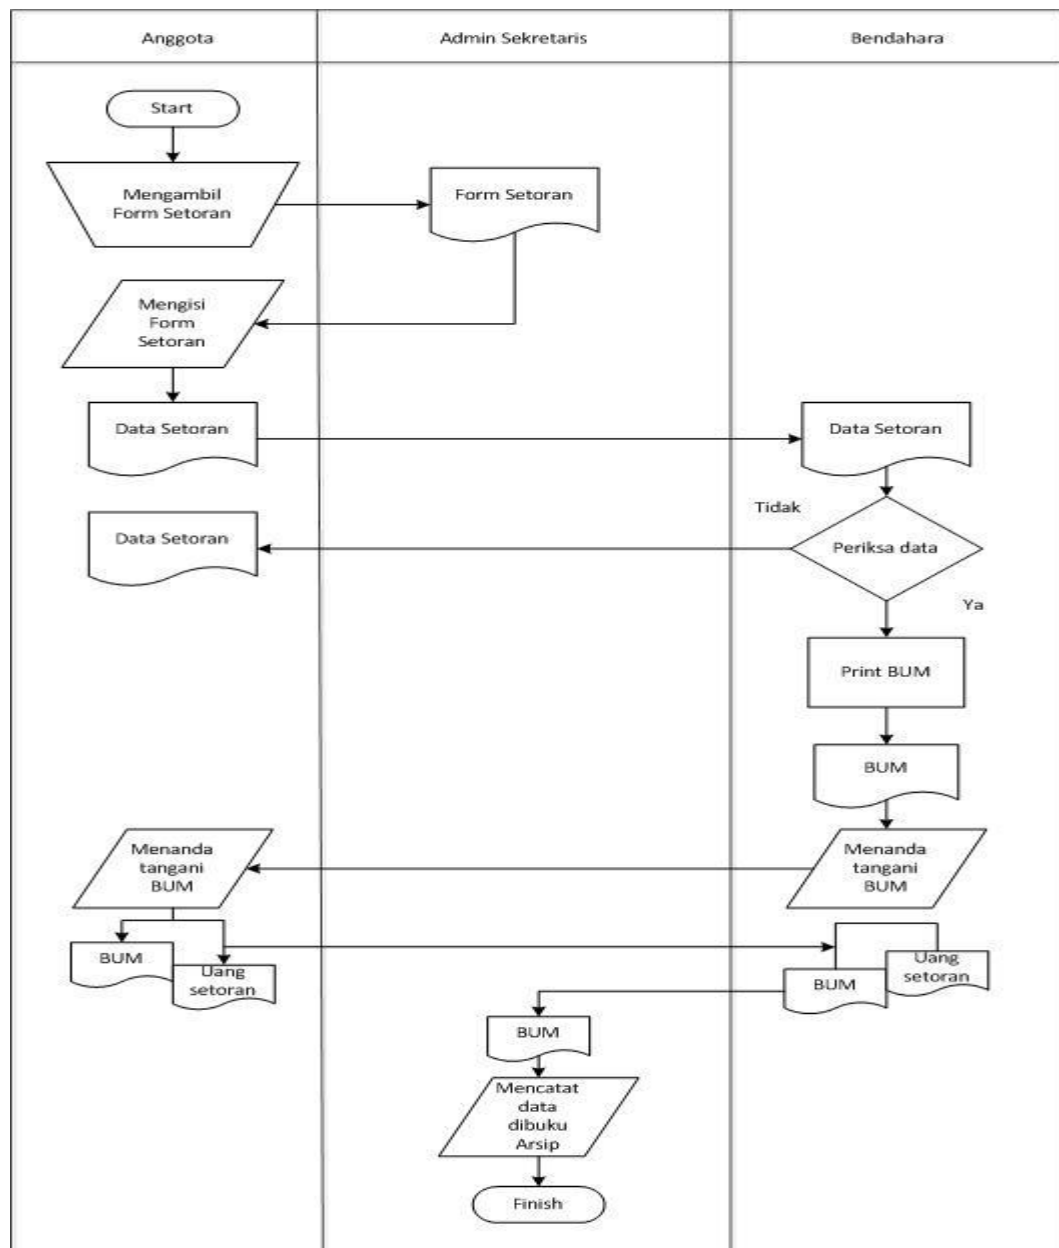 Anggota
Admin Sekretaris
Bendahara
Start
Mengambil
Form Setoran
Form Setoran
Mengisi
Form
Setoran
Data Setoran
Data Setoran
Tidak
Data Setoran
Periksa data
Ya
Print BUM
BUM
Menanda
tangani
BUM
Menanda
tangani
BUM
BUM
Uang
setoran
BUM
Uang
setoran
BUM
Mencatat
data
dibuku
Arsip
Finish